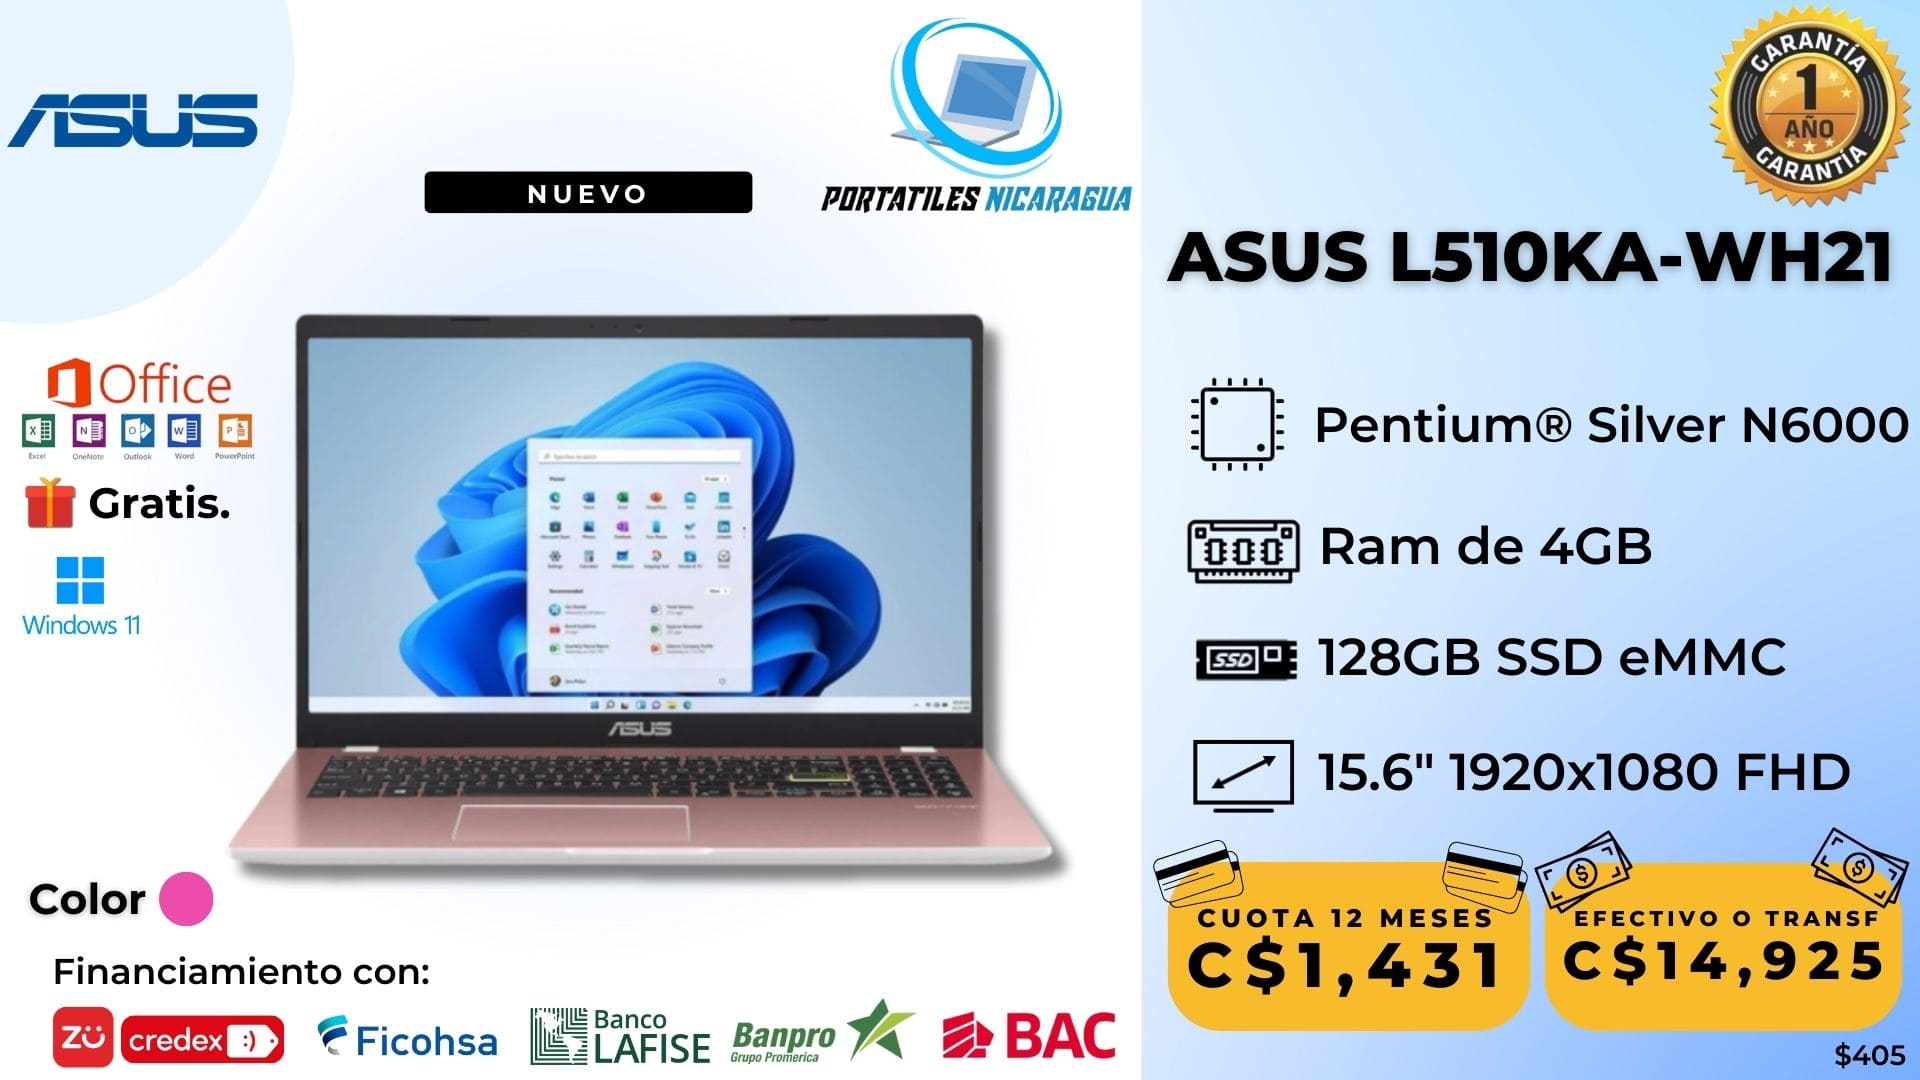 ASUS
NUEVO
PORTATILES NICARAGUA
GARANTÍA
1
AÑO
GARANTÍA
ASUS L510KA-WH21
Office
Excel OneNote Outlook Word PowerPoint
Gratis.
Windows 11
ASUS
Pentium® Silver N6000
Ram de 4GB
SSD
128GB SSD eMMC
15.6" 1920x1080 FHD
Color
Financiamiento con:
ZU
credex :)
Ficohsa
Banco
LAFISE
Banpro
Grupo Promerica
BAC
CUOTA 12 MESES
C$1,431
EFECTIVO O TRANSF
C$14,925
$405